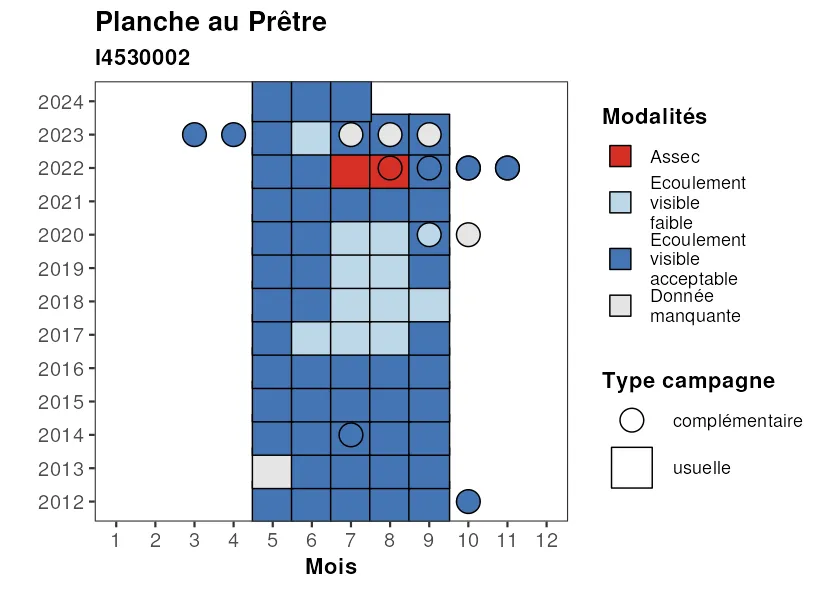 Planche au Prêtre
I4530002
2024
2023
2022
2021
2020
2019
2018
2017
2016
2015
2014
2013
2012
1 2 3 4 5 6 7 8 9 10 11 12
Mois
Modalités
Assec
Ecoulement
visible
faible
Ecoulement
visible
acceptable
Donnée
manquante
Type campagne
complémentaire
usuelle